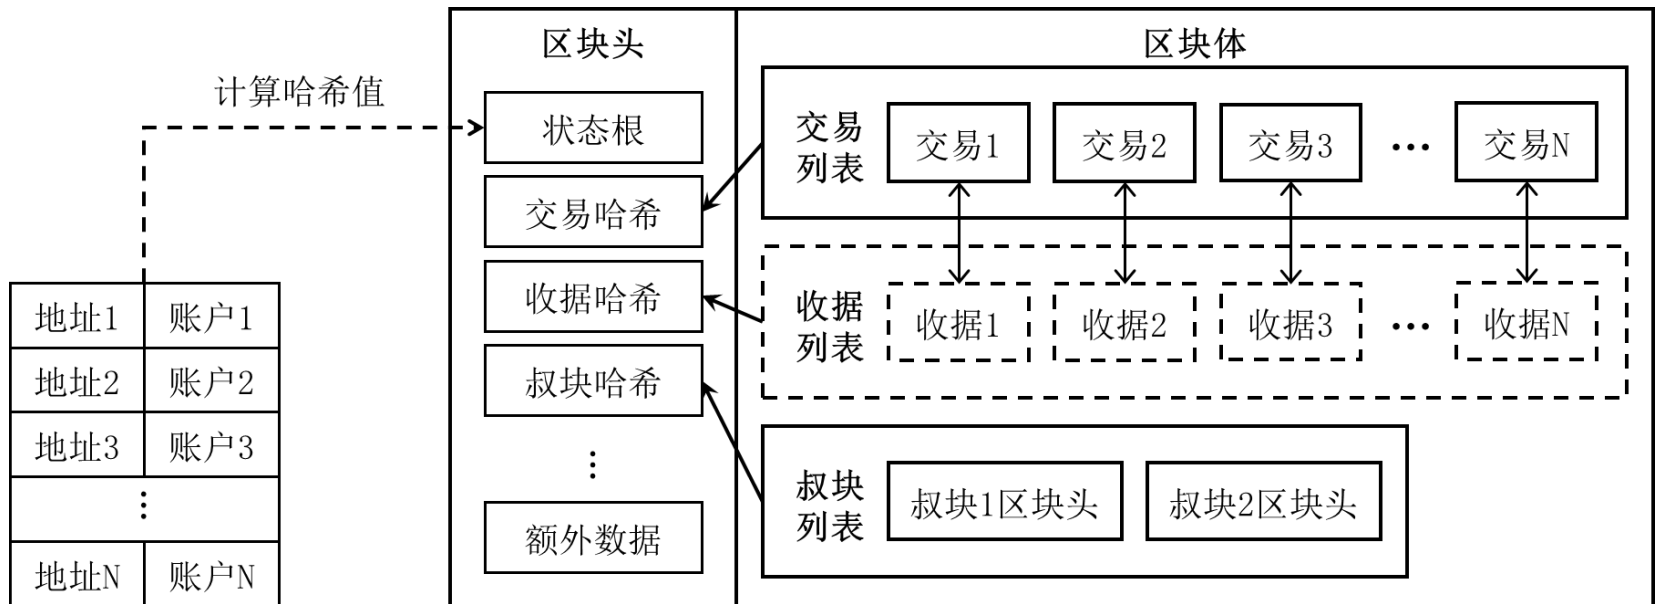 区块头
区块体
计算哈希值
状态根
交易哈希
收据哈希
叔块哈希
⋮
额外数据
交易
列表
交易1 交易2 交易3 ⋯ 交易N
收据
列表
收据1 收据2 收据3 ⋯ 收据N
叔块
列表
叔块1区块头 叔块2区块头
地址1 账户1
地址2 账户2
地址3 账户3
⋮
地址N 账户N